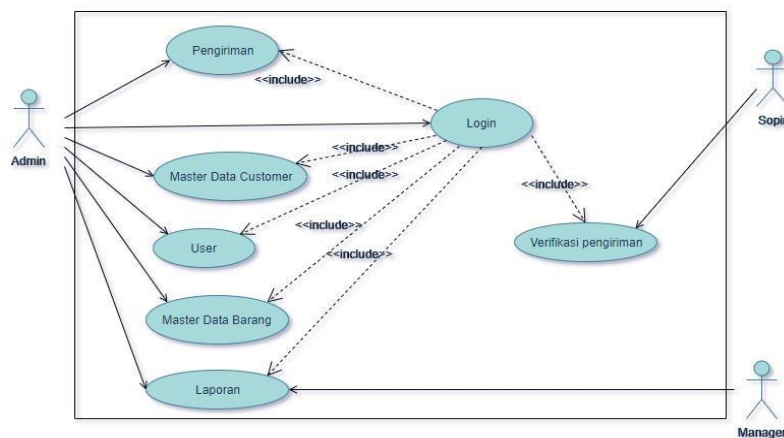 Pengiriman
<<include>>
Admin
Login
Sopir
Master Data Customer
<<include>>
<<include>>
<<include>>
User
<<include>>
Verifikasi pengiriman
<<include>>
Master Data Barang
Laporan
Manager